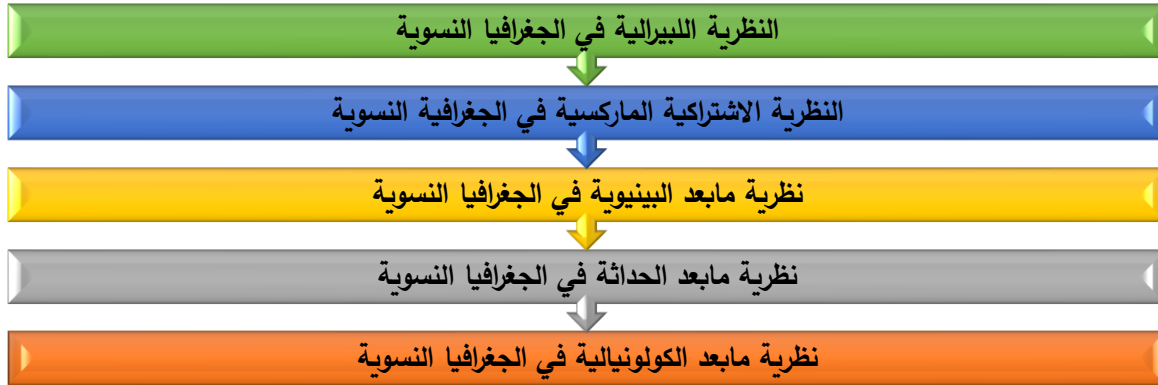 النظرية اللبيرالية في الجغرافيا النسوية
النظرية الاشتراكية الماركسية في الجغرافية النسوية
نظرية مابعد البينيوية في الجغرافيا النسوية
نظرية مابعد الحداثة في الجغرافيا النسوية
نظرية مابعد الكولونيالية في الجغرافيا النسوية